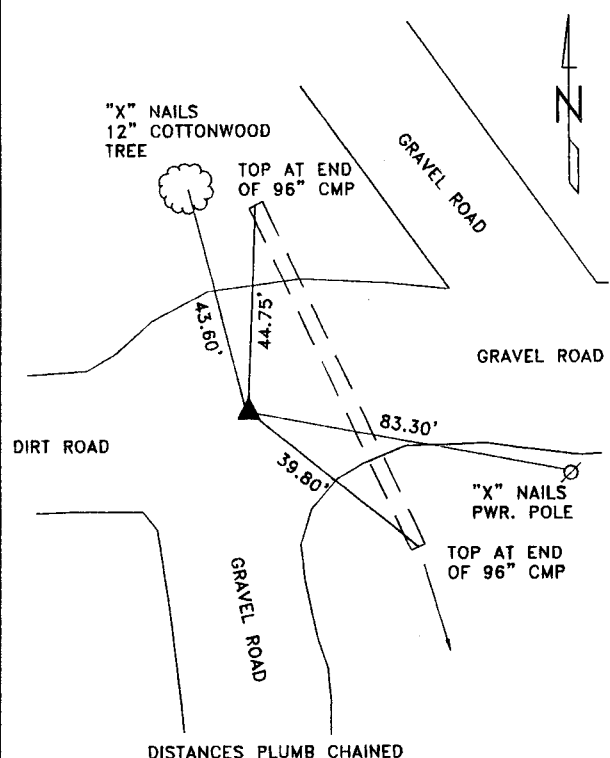 N
"X" NAILS
12" COTTONWOOD
TREE
TOP AT END
OF 96" CMP
GRAVEL ROAD
43.60'
44.75'
GRAVEL ROAD
83.30'
DIRT ROAD
39.80'
"X" NAILS
PWR. POLE
TOP AT END
OF 96" CMP
GRAVEL ROAD
DISTANCES PLUMB CHAINED